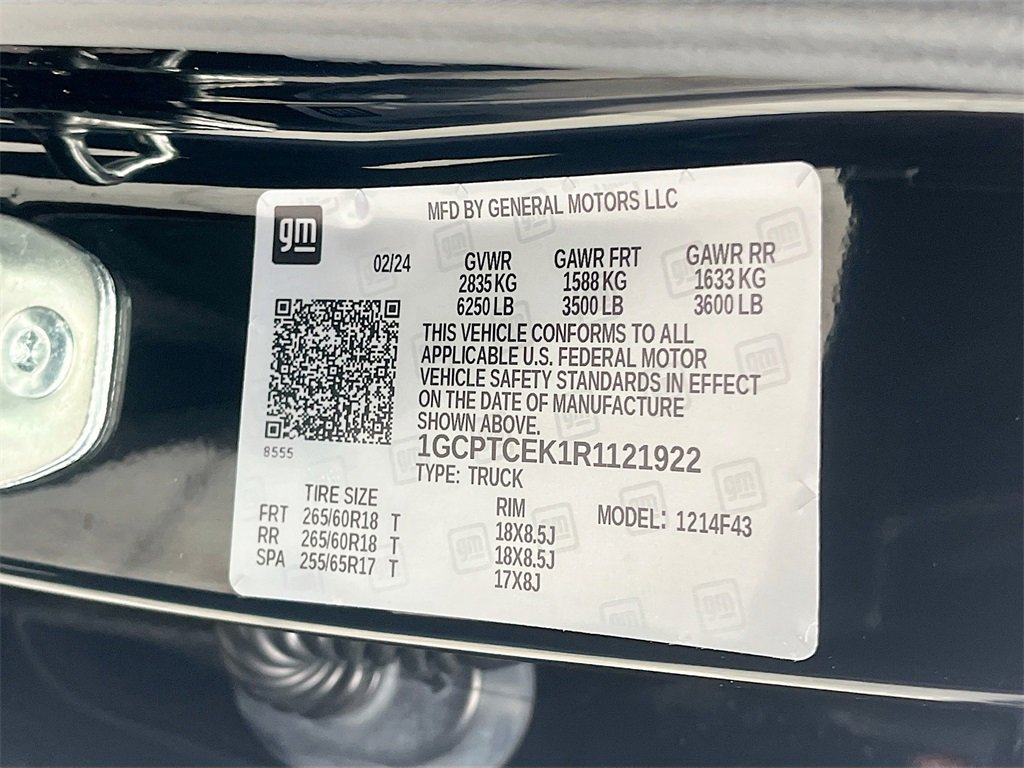 gm
MFD BY GENERAL MOTORS LLC
02/24
GVWR GAWR FRT GAWR RR
2835 KG 1588 KG 1633 KG
6250 LB 3500 LB 3600 LB
THIS VEHICLE CONFORMS TO ALL
APPLICABLE U.S. FEDERAL MOTOR
VEHICLE SAFETY STANDARDS IN EFFECT
ON THE DATE OF MANUFACTURE
SHOWN ABOVE.
8555
1GCPTCEK1R1121922
TYPE: TRUCK
TIRE SIZE RIM MODEL: 1214F43
FRT 265/60R18 T 18X8.5J
RR 265/60R18 T 18X8.5J
SPA 255/65R17 T 17X8J